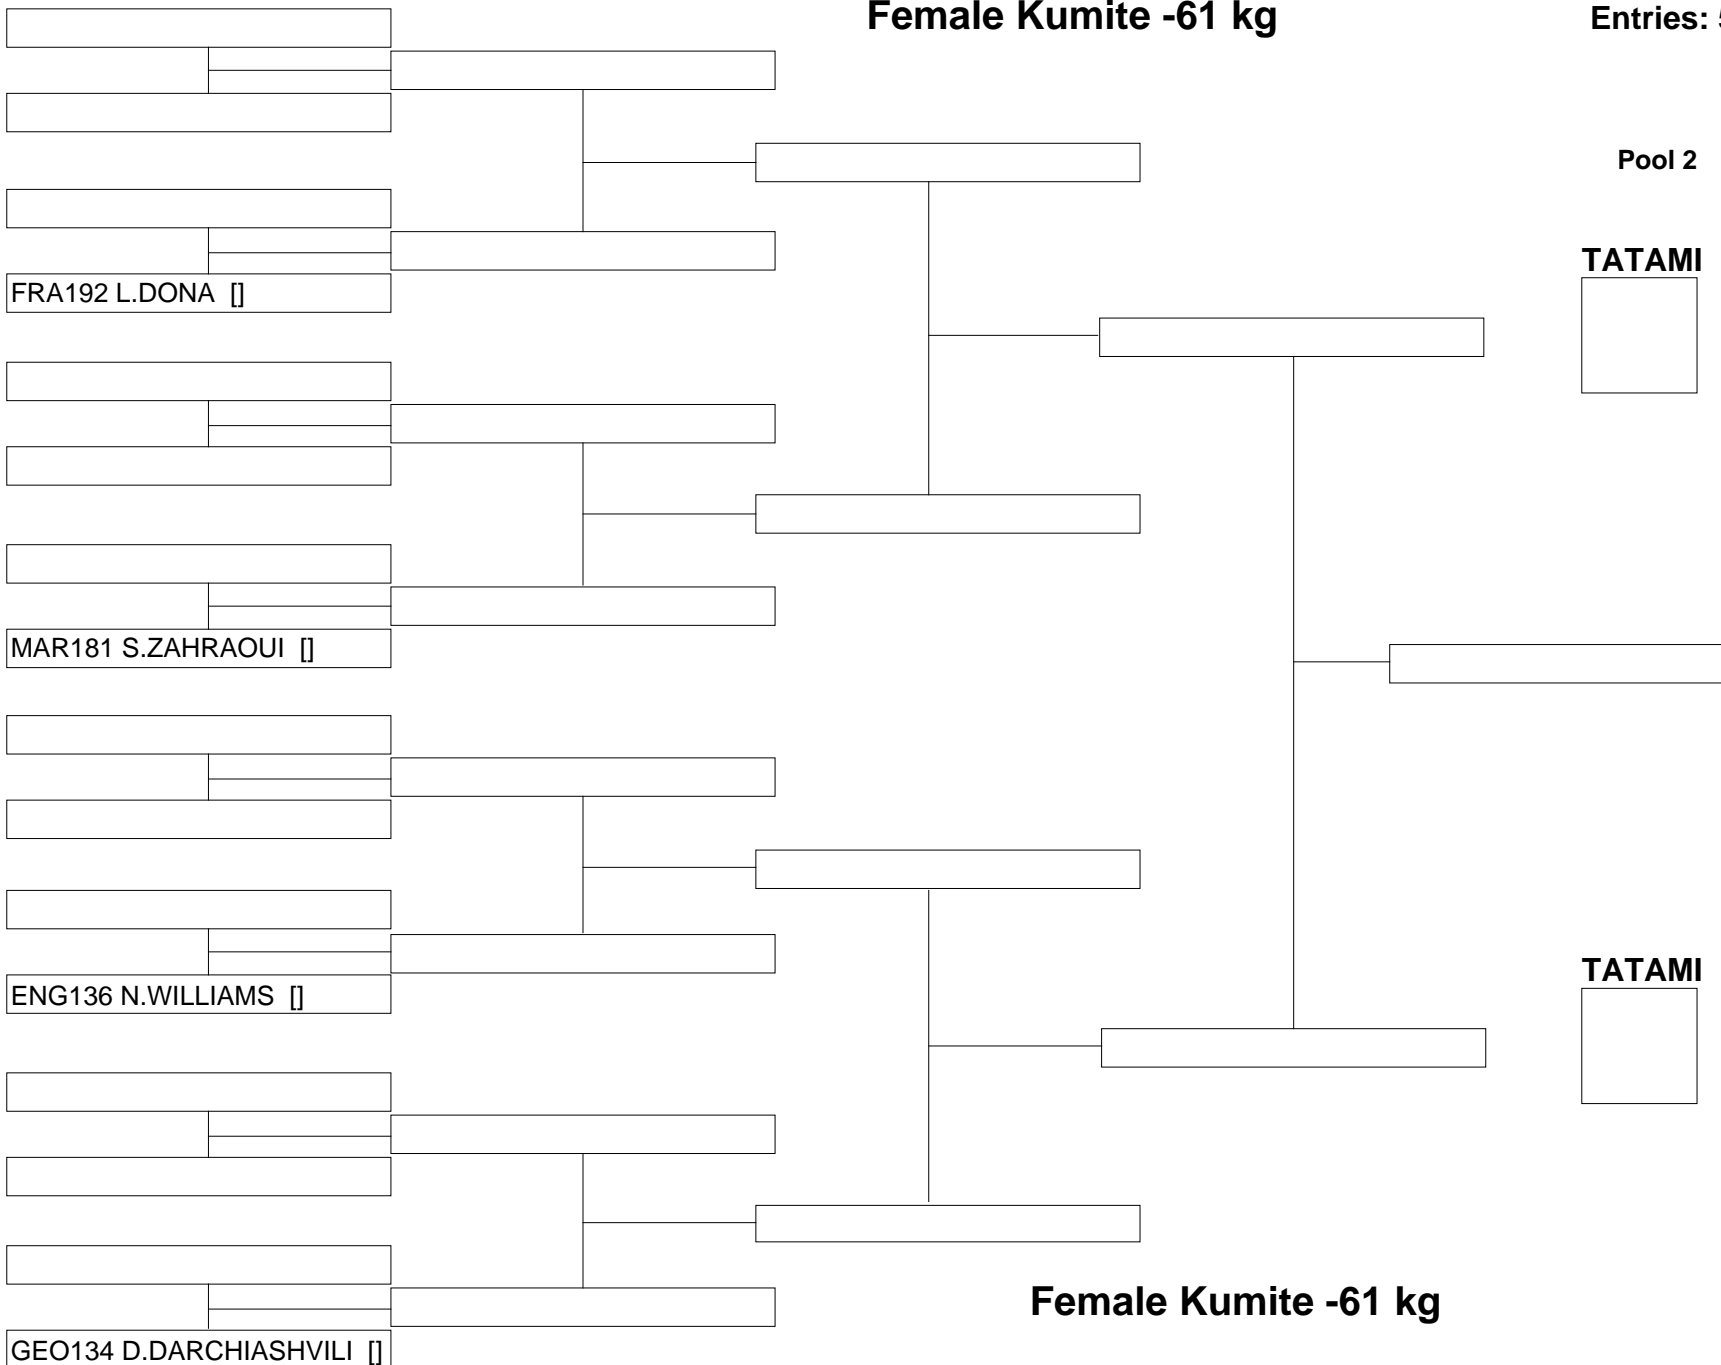 Female Kumite -61 kg
Entries: 5
Pool 2
TATAMI
FRA192 L.DONA []
MAR181 S.ZAHRAOUI []
ENG136 N.WILLIAMS []
TATAMI
Female Kumite -61 kg
GEO134 D.DARCHIASHVILI []